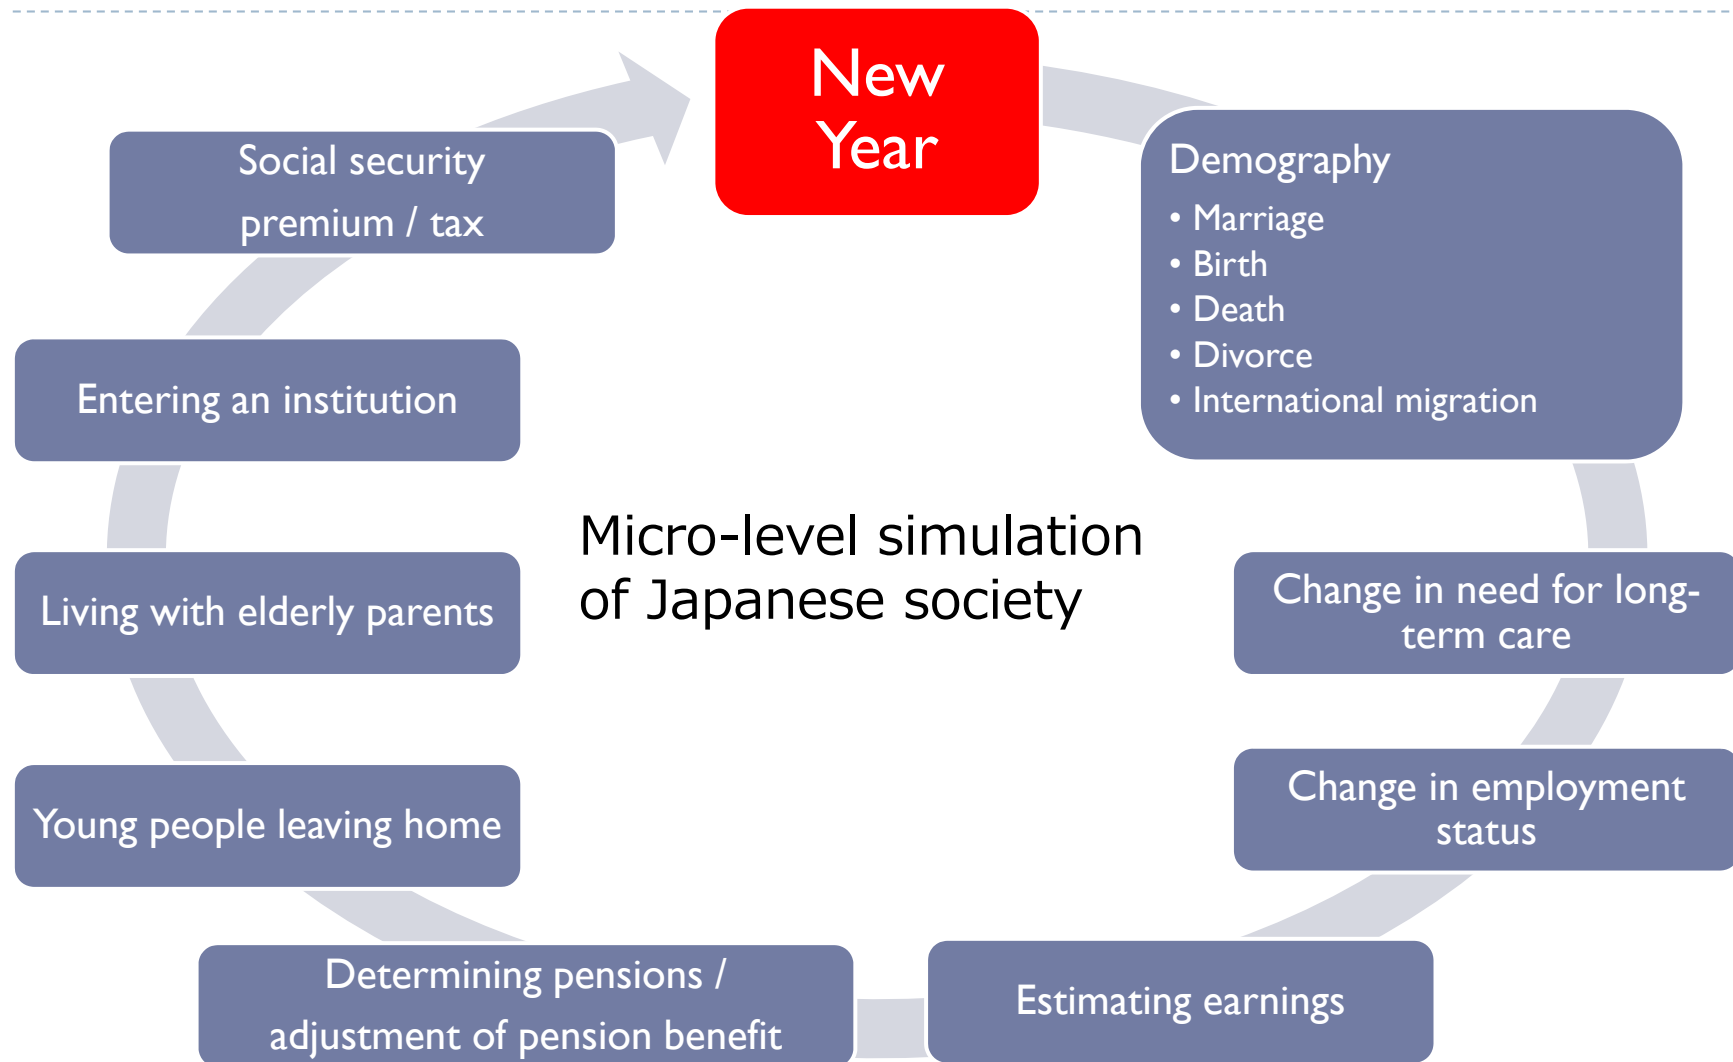 New
Year
Demography
• Marriage
• Birth
• Death
• Divorce
• International migration
Change in need for long-
term care
Change in employment
status
Estimating earnings
Determining pensions /
adjustment of pension benefit
Young people leaving home
Living with elderly parents
Entering an institution
Social security
premium / tax
Micro-level simulation
of Japanese society